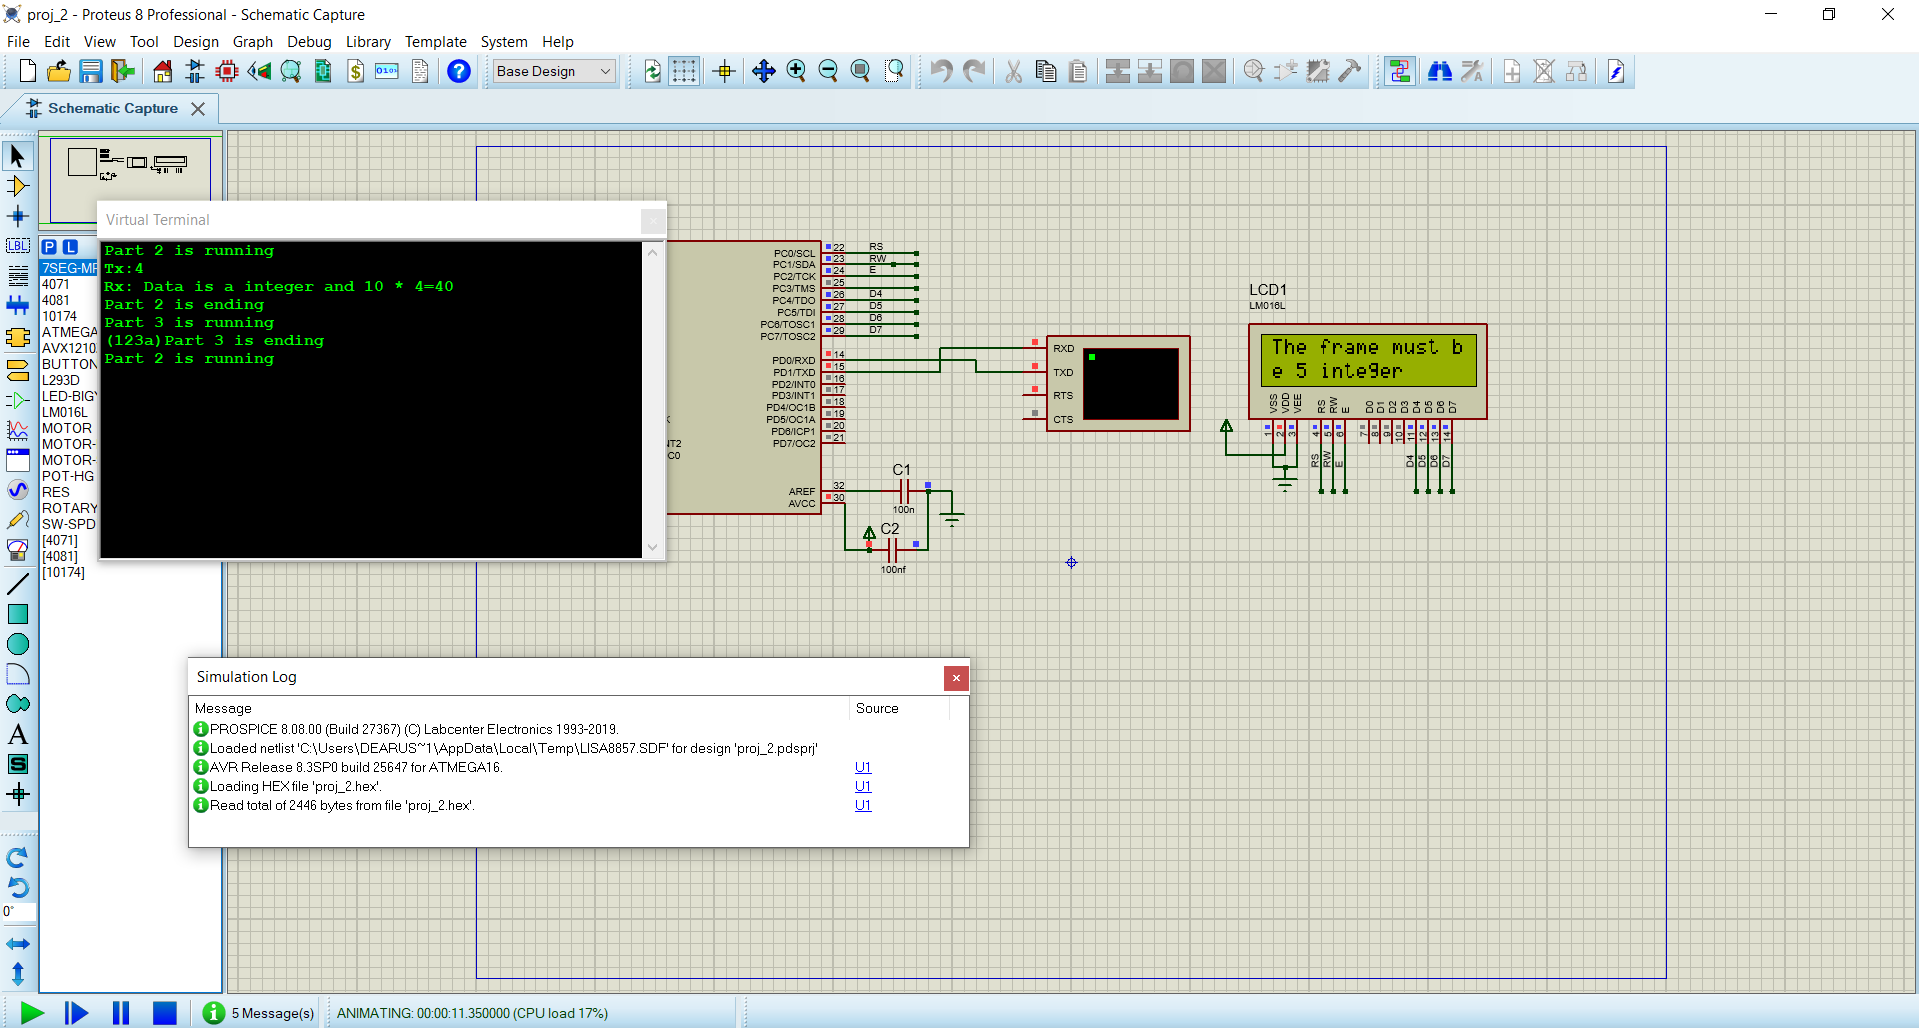 proj_2 - Proteus 8 Professional - Schematic Capture
File Edit View Tool Design Graph Debug Library Template System Help
Base Design
Schematic Capture
Virtual Terminal
Part 2 is running
Tx:4
Rx: Data is a integer and 10 * 4=40
Part 2 is ending
Part 3 is running
(123a)Part 3 is ending
Part 2 is running
P L
7SEG-MP
4071
4081
10174
ATMEGA
AVX1210
BUTTON
L293D
LED-BIGY
LM016L
MOTOR
MOTOR-
MOTOR-
POT-HG
RES
ROTARY
SW-SPD
[4071]
[4081]
[10174]
PC0/SCL 22 RS
PC1/SDA 23 RW
PC2/TCK 24 E
PC3/TMS 25
PC4/TDO 26 D4
PC5/TDI 27 D5
PC6/TOSC1 28 D6
PC7/TOSC2 29 D7
PD0/RXD 14
PD1/TXD 15
PD2/INT0 16
PD3/INT1 17
PD4/OC1B 18
PD5/OC1A 19
PD6/ICP1 20
PD7/OC2 21
NT2
C0
AREF 32
AVCC 30
C1
100n
C2
100nf
RXD
TXD
RTS
CTS
LCD1
LM016L
The frame must b
e 5 integer
VSS VDD VEE RS RW E D0 D1 D2 D3 D4 D5 D6 D7
1 2 3 4 5 6 7 8 9 10 11 12 13 14
RS RW E D4 D5 D6 D7
Simulation Log
Message Source
PROSPICE 8.08.00 (Build 27367) (C) Labcenter Electronics 1993-2019.
Loaded netlist 'C:\Users\DEARUS~1\AppData\Local\Temp\LISA8857.SDF' for design 'proj_2.pdsprj'
AVR Release 8.3SP0 build 25647 for ATMEGA16. U1
Loading HEX file 'proj_2.hex'. U1
Read total of 2446 bytes from file 'proj_2.hex'. U1
0°
5 Message(s) ANIMATING: 00:00:11.350000 (CPU load 17%)